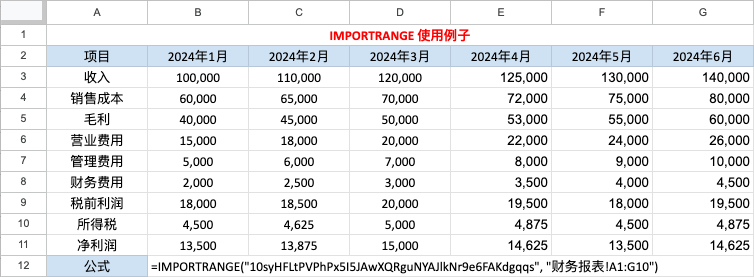 A B C D E F G
1 IMPORTRANGE 使用例子
2 项目 2024年1月 2024年2月 2024年3月 2024年4月 2024年5月 2024年6月
3 收入 100,000 110,000 120,000 125,000 130,000 140,000
4 销售成本 60,000 65,000 70,000 72,000 75,000 80,000
5 毛利 40,000 45,000 50,000 53,000 55,000 60,000
6 营业费用 15,000 18,000 20,000 22,000 24,000 26,000
7 管理费用 5,000 6,000 7,000 8,000 9,000 10,000
8 财务费用 2,000 2,500 3,000 3,500 4,000 4,500
9 税前利润 18,000 18,500 20,000 19,500 18,000 19,500
10 所得税 4,500 4,625 5,000 4,875 4,500 4,875
11 净利润 13,500 13,875 15,000 14,625 13,500 14,625
12 公式 =IMPORTRANGE("10syHFLtPVPhPx5I5JAwXQRguNYAJlkNr9e6FAKdgqqs", "财务报表!A1:G10")